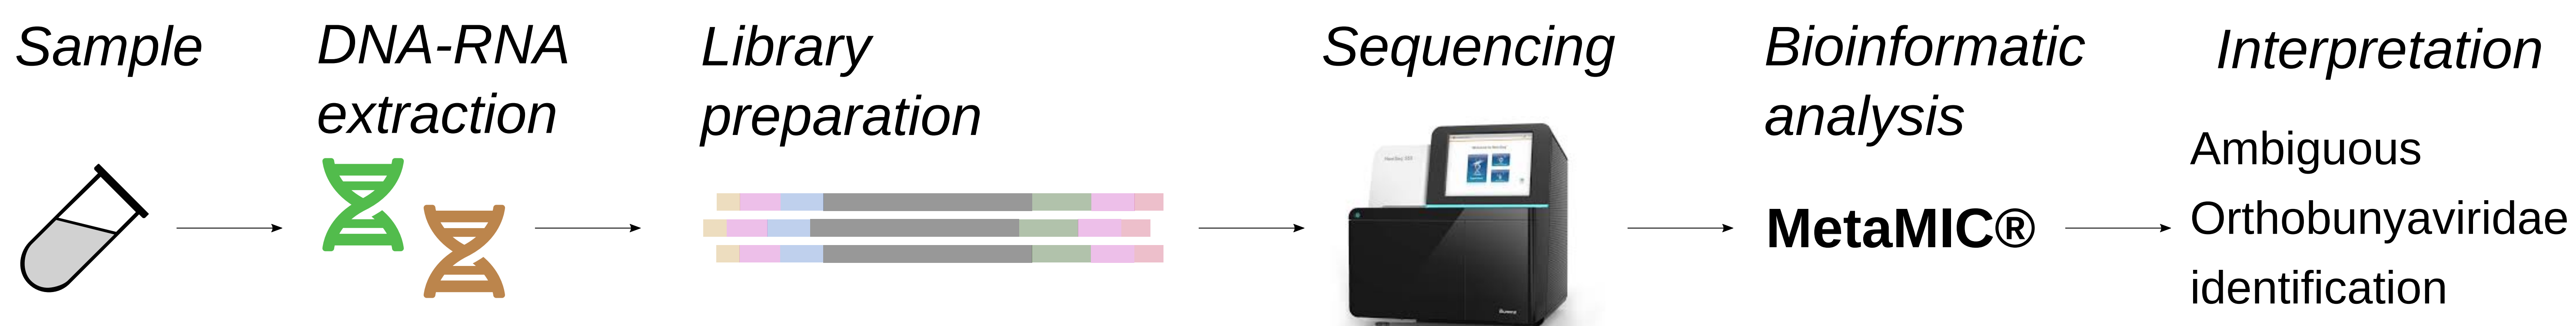 Sample
DNA-RNA
extraction
Library
preparation
Sequencing
Bioinformatic
analysis
MetaMIC®
Interpretation
Ambiguous
Orthobunyaviridae
identification